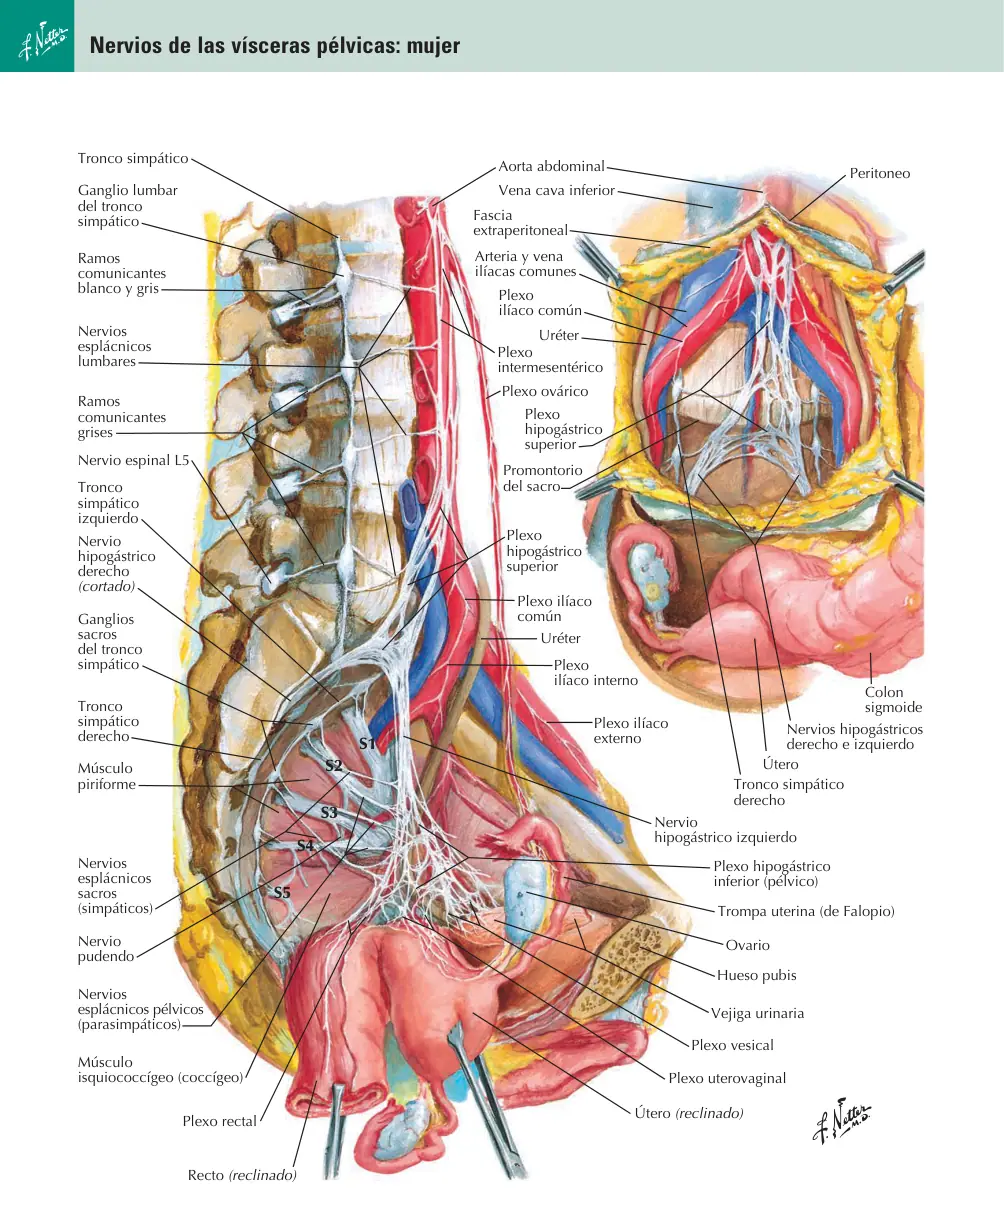 F. Netter M.D.
Nervios de las vísceras pélvicas: mujer
Tronco simpático
Ganglio lumbar
del tronco
simpático
Ramos
comunicantes
blanco y gris
Nervios
esplácnicos
lumbares
Ramos
comunicantes
grises
Nervio espinal L5
Tronco
simpático
izquierdo
Nervio
hipogástrico
derecho
(cortado)
Ganglios
sacros
del tronco
simpático
Tronco
simpático
derecho
Músculo
piriforme
Nervios
esplácnicos
sacros
(simpáticos)
Nervio
pudendo
Nervios
esplácnicos pélvicos
(parasimpáticos)
Músculo
isquiococcígeo (coccígeo)
Plexo rectal
Recto (reclinado)
S1
S2
S3
S4
S5
Aorta abdominal
Vena cava inferior
Fascia
extraperitoneal
Arteria y vena
ilíacas comunes
Plexo
ilíaco común
Uréter
Plexo
intermesentérico
Plexo ovárico
Plexo
hipogástrico
superior
Promontorio
del sacro
Plexo
hipogástrico
superior
Plexo ilíaco
común
Uréter
Plexo
ilíaco interno
Plexo ilíaco
externo
Peritoneo
Colon
sigmoide
Nervios hipogástricos
derecho e izquierdo
Útero
Tronco simpático
derecho
Nervio
hipogástrico izquierdo
Plexo hipogástrico
inferior (pélvico)
Trompa uterina (de Falopio)
Ovario
Hueso pubis
Vejiga urinaria
Plexo vesical
Plexo uterovaginal
Útero (reclinado)
F. Netter M.D.